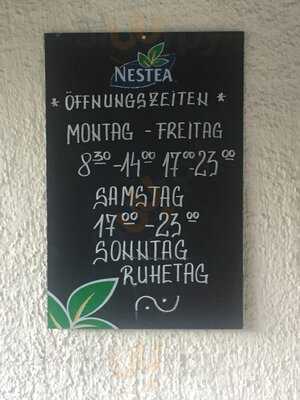 NESTEA
* ÖFFNUNGSZEITEN *
MONTAG - FREITAG
8³⁰-14⁰⁰ 17⁰⁰-23⁰⁰
SAMSTAG
17⁰⁰-23⁰⁰
SONNTAG
RUHETAG